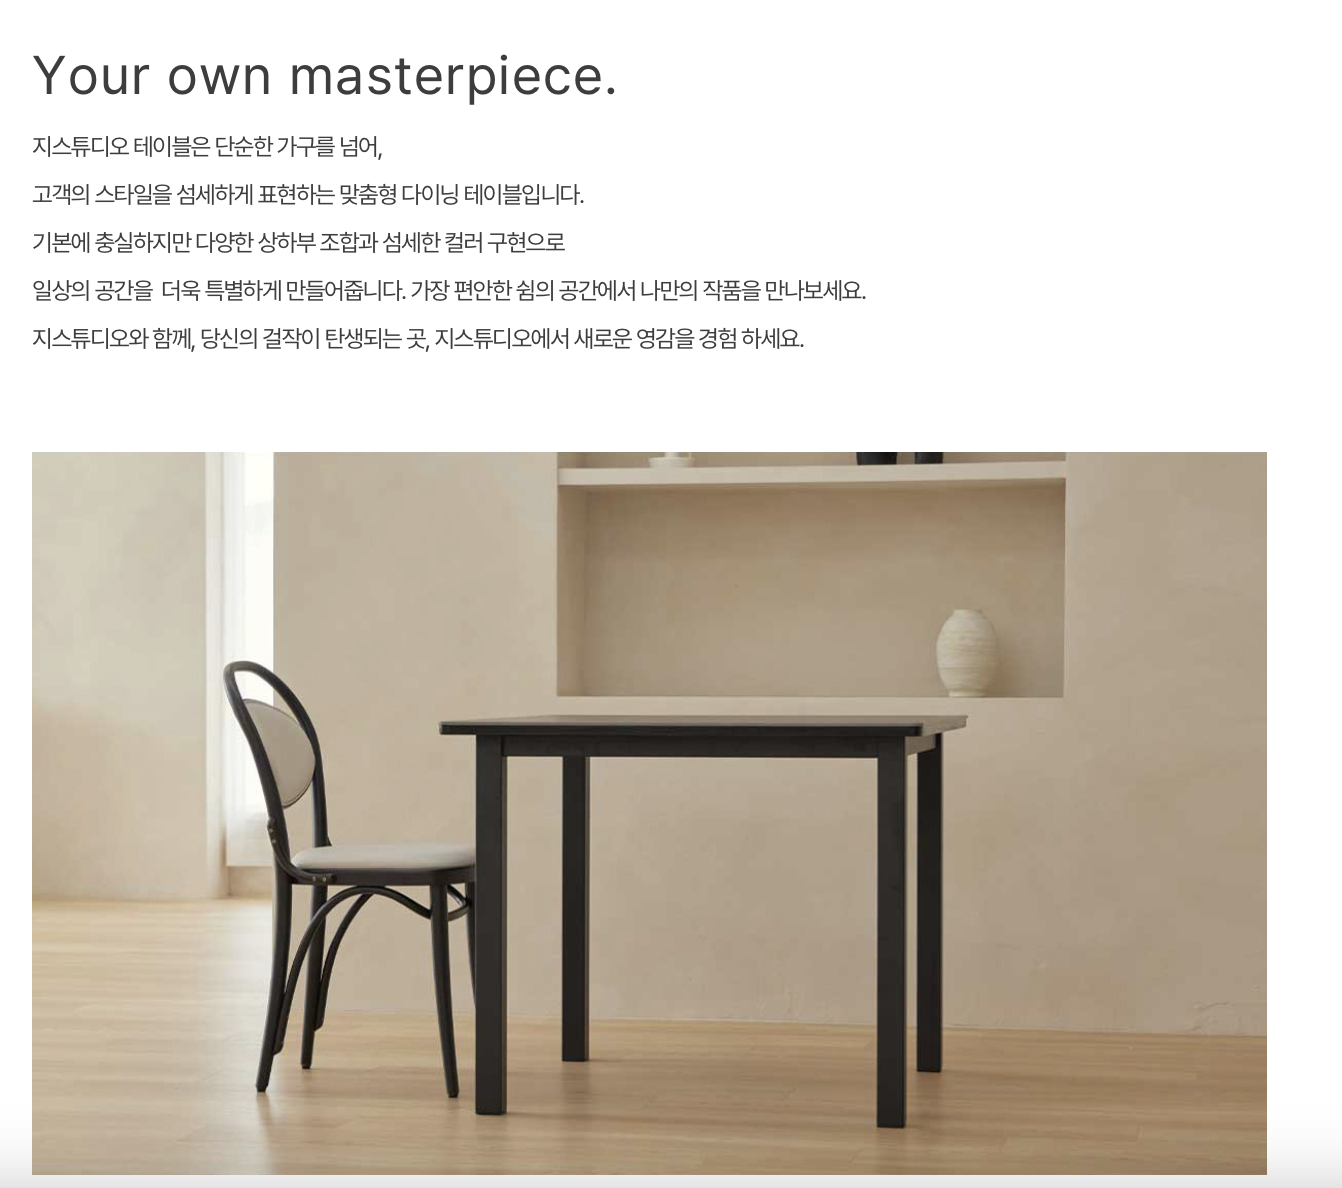 Your own masterpiece.
지스튜디오 테이블은 단순한 가구를 넘어,
고객의 스타일을 섬세하게 표현하는 맞춤형 다이닝 테이블입니다.
기본에 충실하지만 다양한 상하부 조합과 섬세한 컬러 구현으로
일상의 공간을  더욱 특별하게 만들어줍니다. 가장 편안한 쉼의 공간에서 나만의 작품을 만나보세요.
지스튜디오와 함께, 당신의 걸작이 탄생되는 곳, 지스튜디오에서 새로운 영감을 경험 하세요.